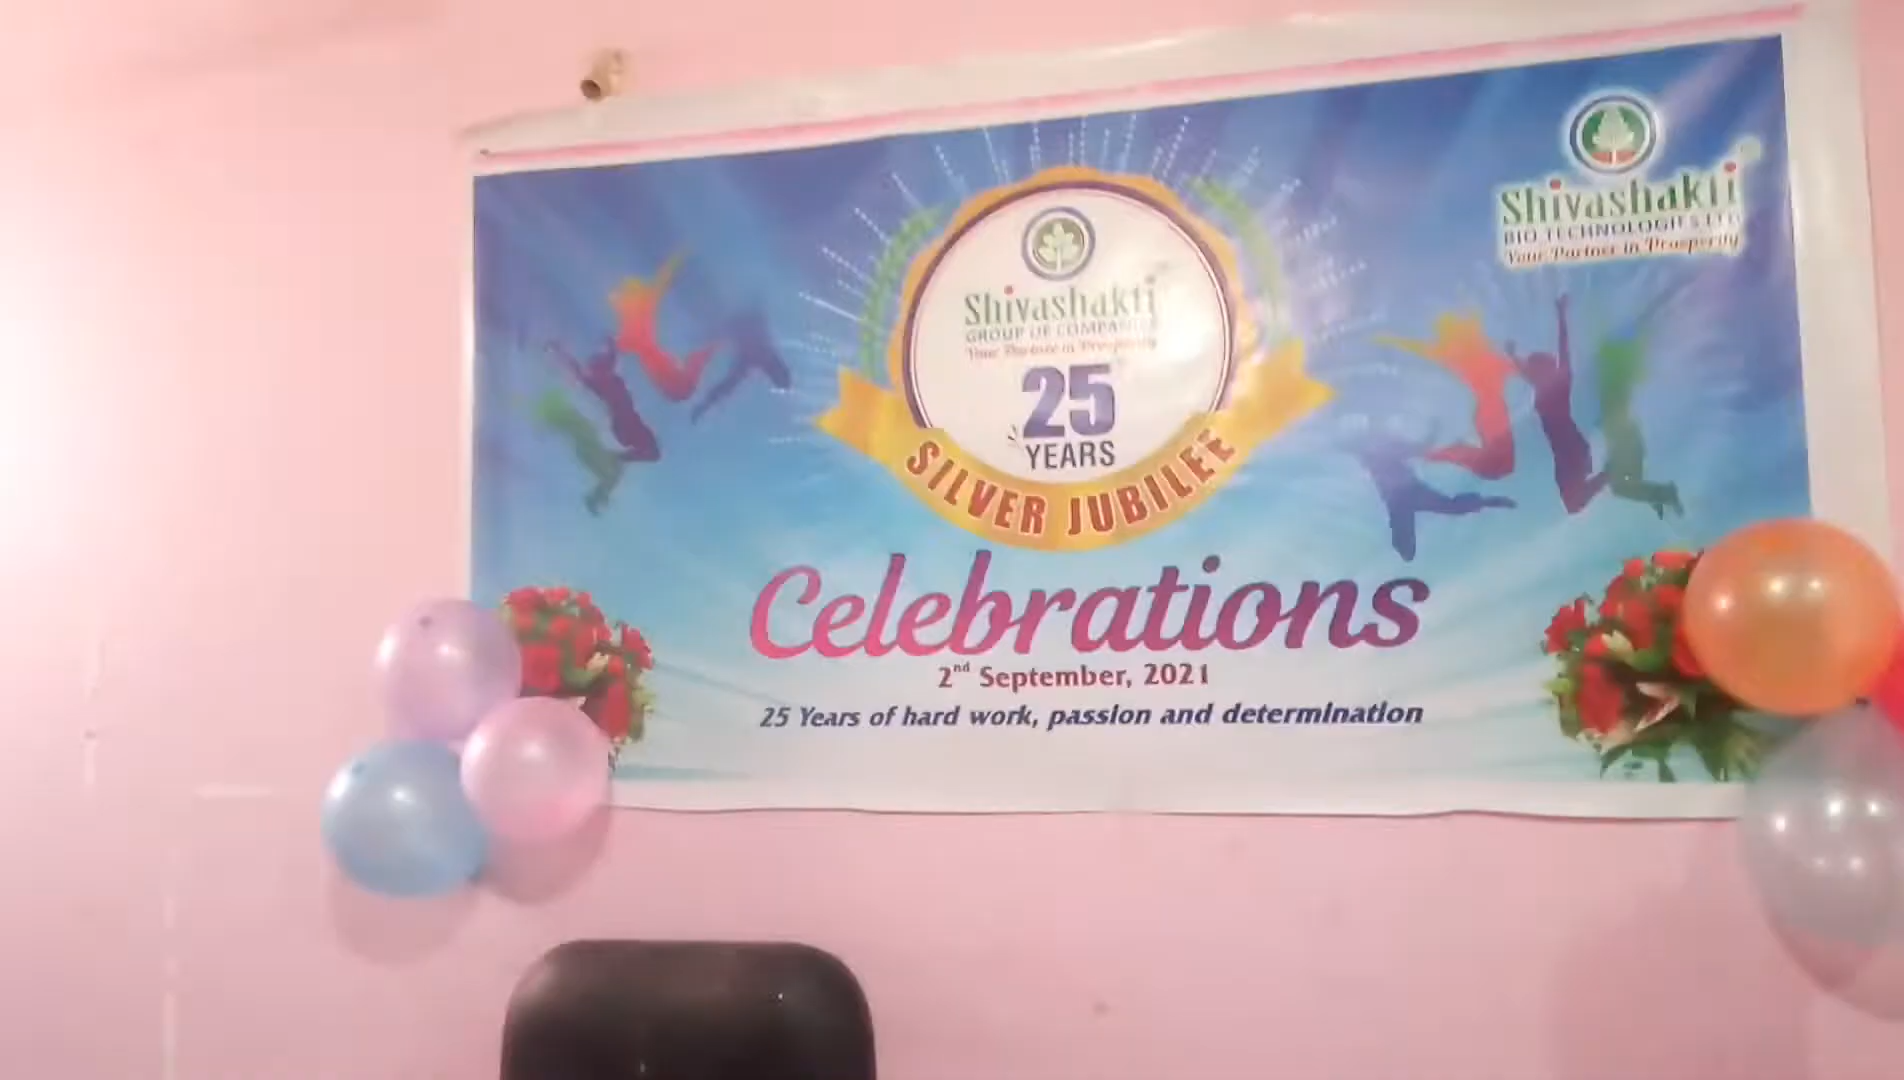 Shivashakti
GROUP OF COMPANIES
Your Partner in Prosperity
25
YEARS
SILVER JUBILEE
Shivashakti
BIO TECHNOLOGIES LTD
Your Partner in Prosperity
Celebrations
2nd September, 2021
25 Years of hard work, passion and determination